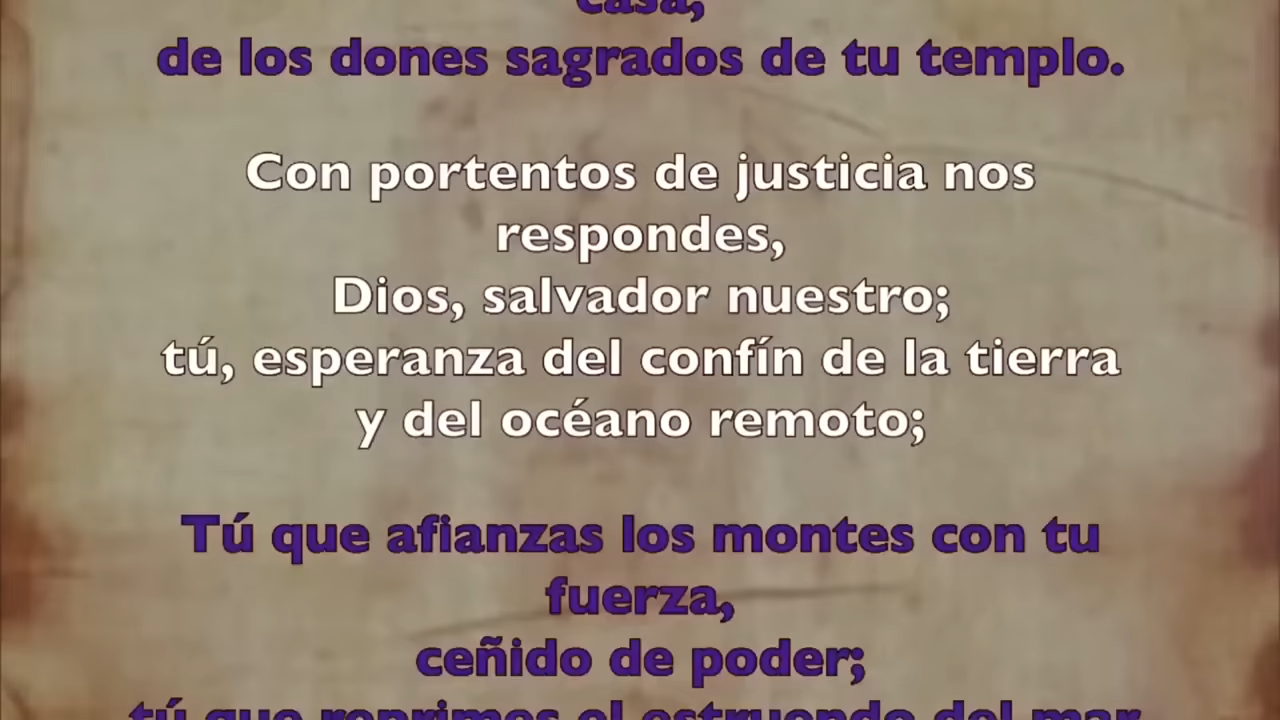 casa,
de los dones sagrados de tu templo.
Con portentos de justicia nos
respondes,
Dios, salvador nuestro;
tú, esperanza del confín de la tierra
y del océano remoto;
Tú que afianzas los montes con tu
fuerza,
ceñido de poder;
tú que reprimes el estruendo del mar